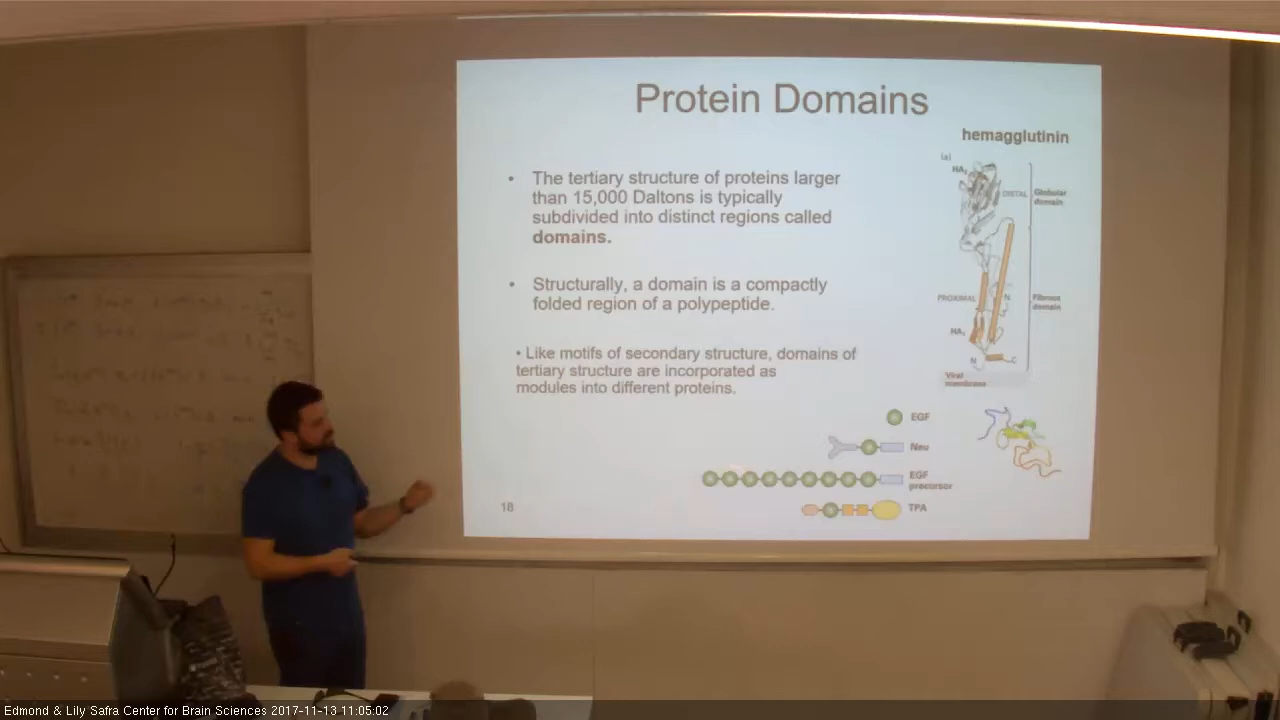 Protein Domains
hemagglutinin
• The tertiary structure of proteins larger
than 15,000 Daltons is typically
subdivided into distinct regions called
domains.
• Structurally, a domain is a compactly
folded region of a polypeptide.
• Like motifs of secondary structure, domains of
tertiary structure are incorporated as
modules into different proteins.
(a)
HA
DISTAL
Globular
domain
PROXIMAL
N
Fibrous
domain
HA
N
C
Viral
membrane
EGF
Neu
EGF
precursor
TPA
18
Edmond & Lily Safra Center for Brain Sciences 2017-11-13 11:05:02